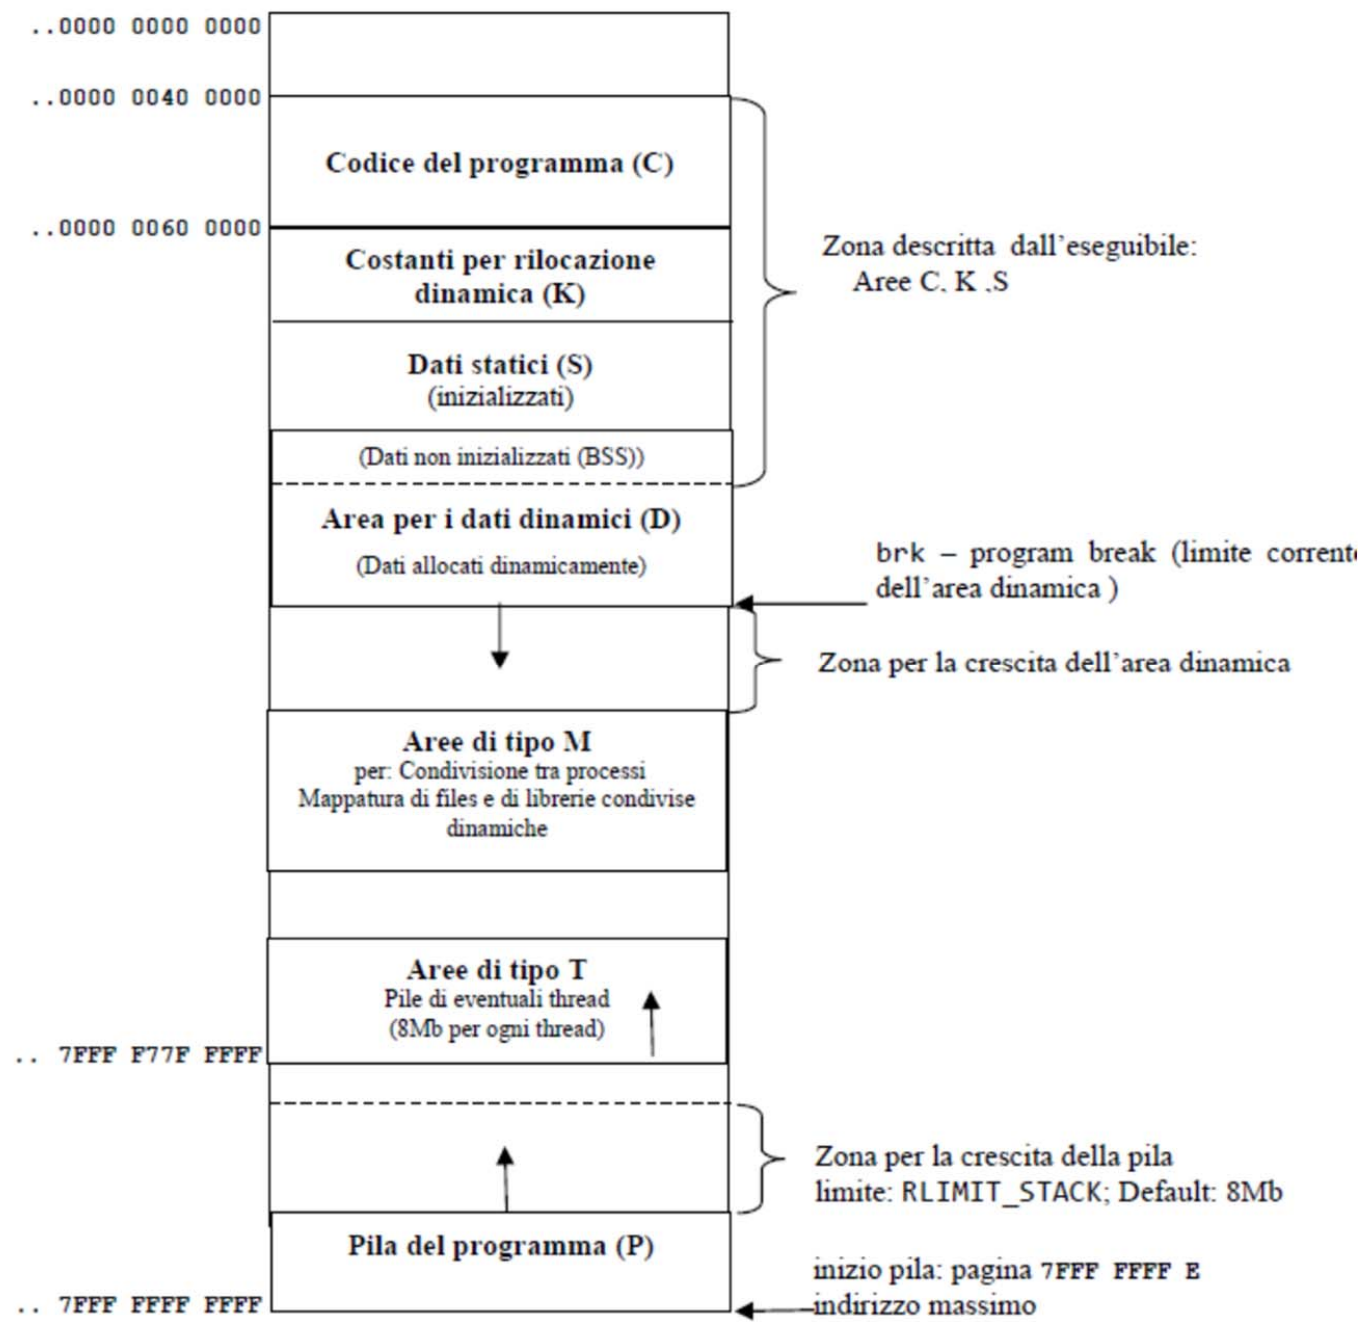 ..0000 0000 0000
..0000 0040 0000
Codice del programma (C)
..0000 0060 0000
Costanti per rilocazione
dinamica (K)
Zona descritta dall'eseguibile:
Aree C. K .S
Dati statici (S)
(inizializzati)
(Dati non inizializzati (BSS))
Area per i dati dinamici (D)
(Dati allocati dinamicamente)
brk – program break (limite corrente
dell'area dinamica )
Zona per la crescita dell'area dinamica
Aree di tipo M
per: Condivisione tra processi
Mappatura di files e di librerie condivise
dinamiche
Aree di tipo T
Pile di eventuali thread
(8Mb per ogni thread)
.. 7FFF F77F FFFF
Zona per la crescita della pila
limite: RLIMIT_STACK; Default: 8Mb
Pila del programma (P)
inizio pila: pagina 7FFF FFFF E
.. 7FFF FFFF FFFF
indirizzo massimo